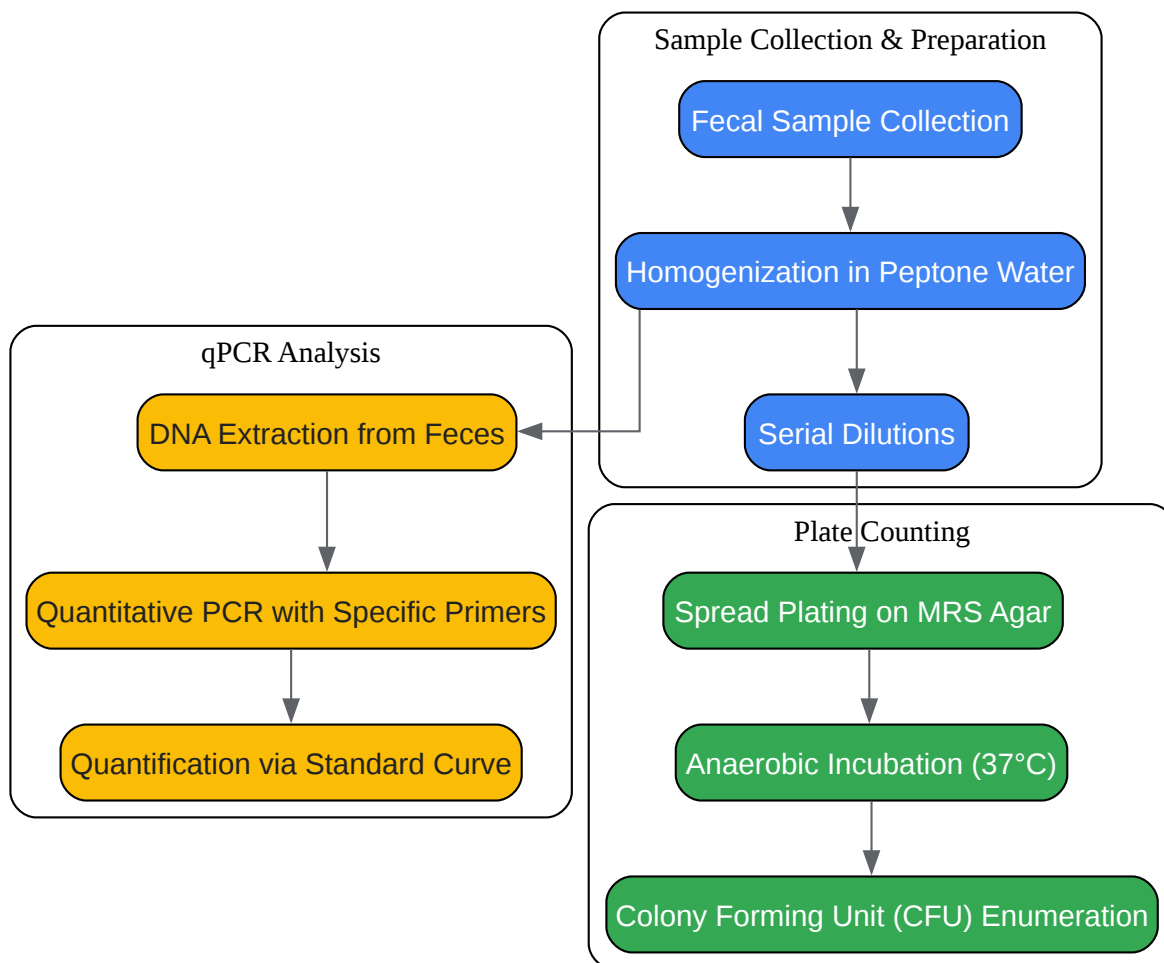 Sample Collection & Preparation
Fecal Sample Collection
Homogenization in Peptone Water
Serial Dilutions
qPCR Analysis
DNA Extraction from Feces
Quantitative PCR with Specific Primers
Quantification via Standard Curve
Plate Counting
Spread Plating on MRS Agar
Anaerobic Incubation (37°C)
Colony Forming Unit (CFU) Enumeration